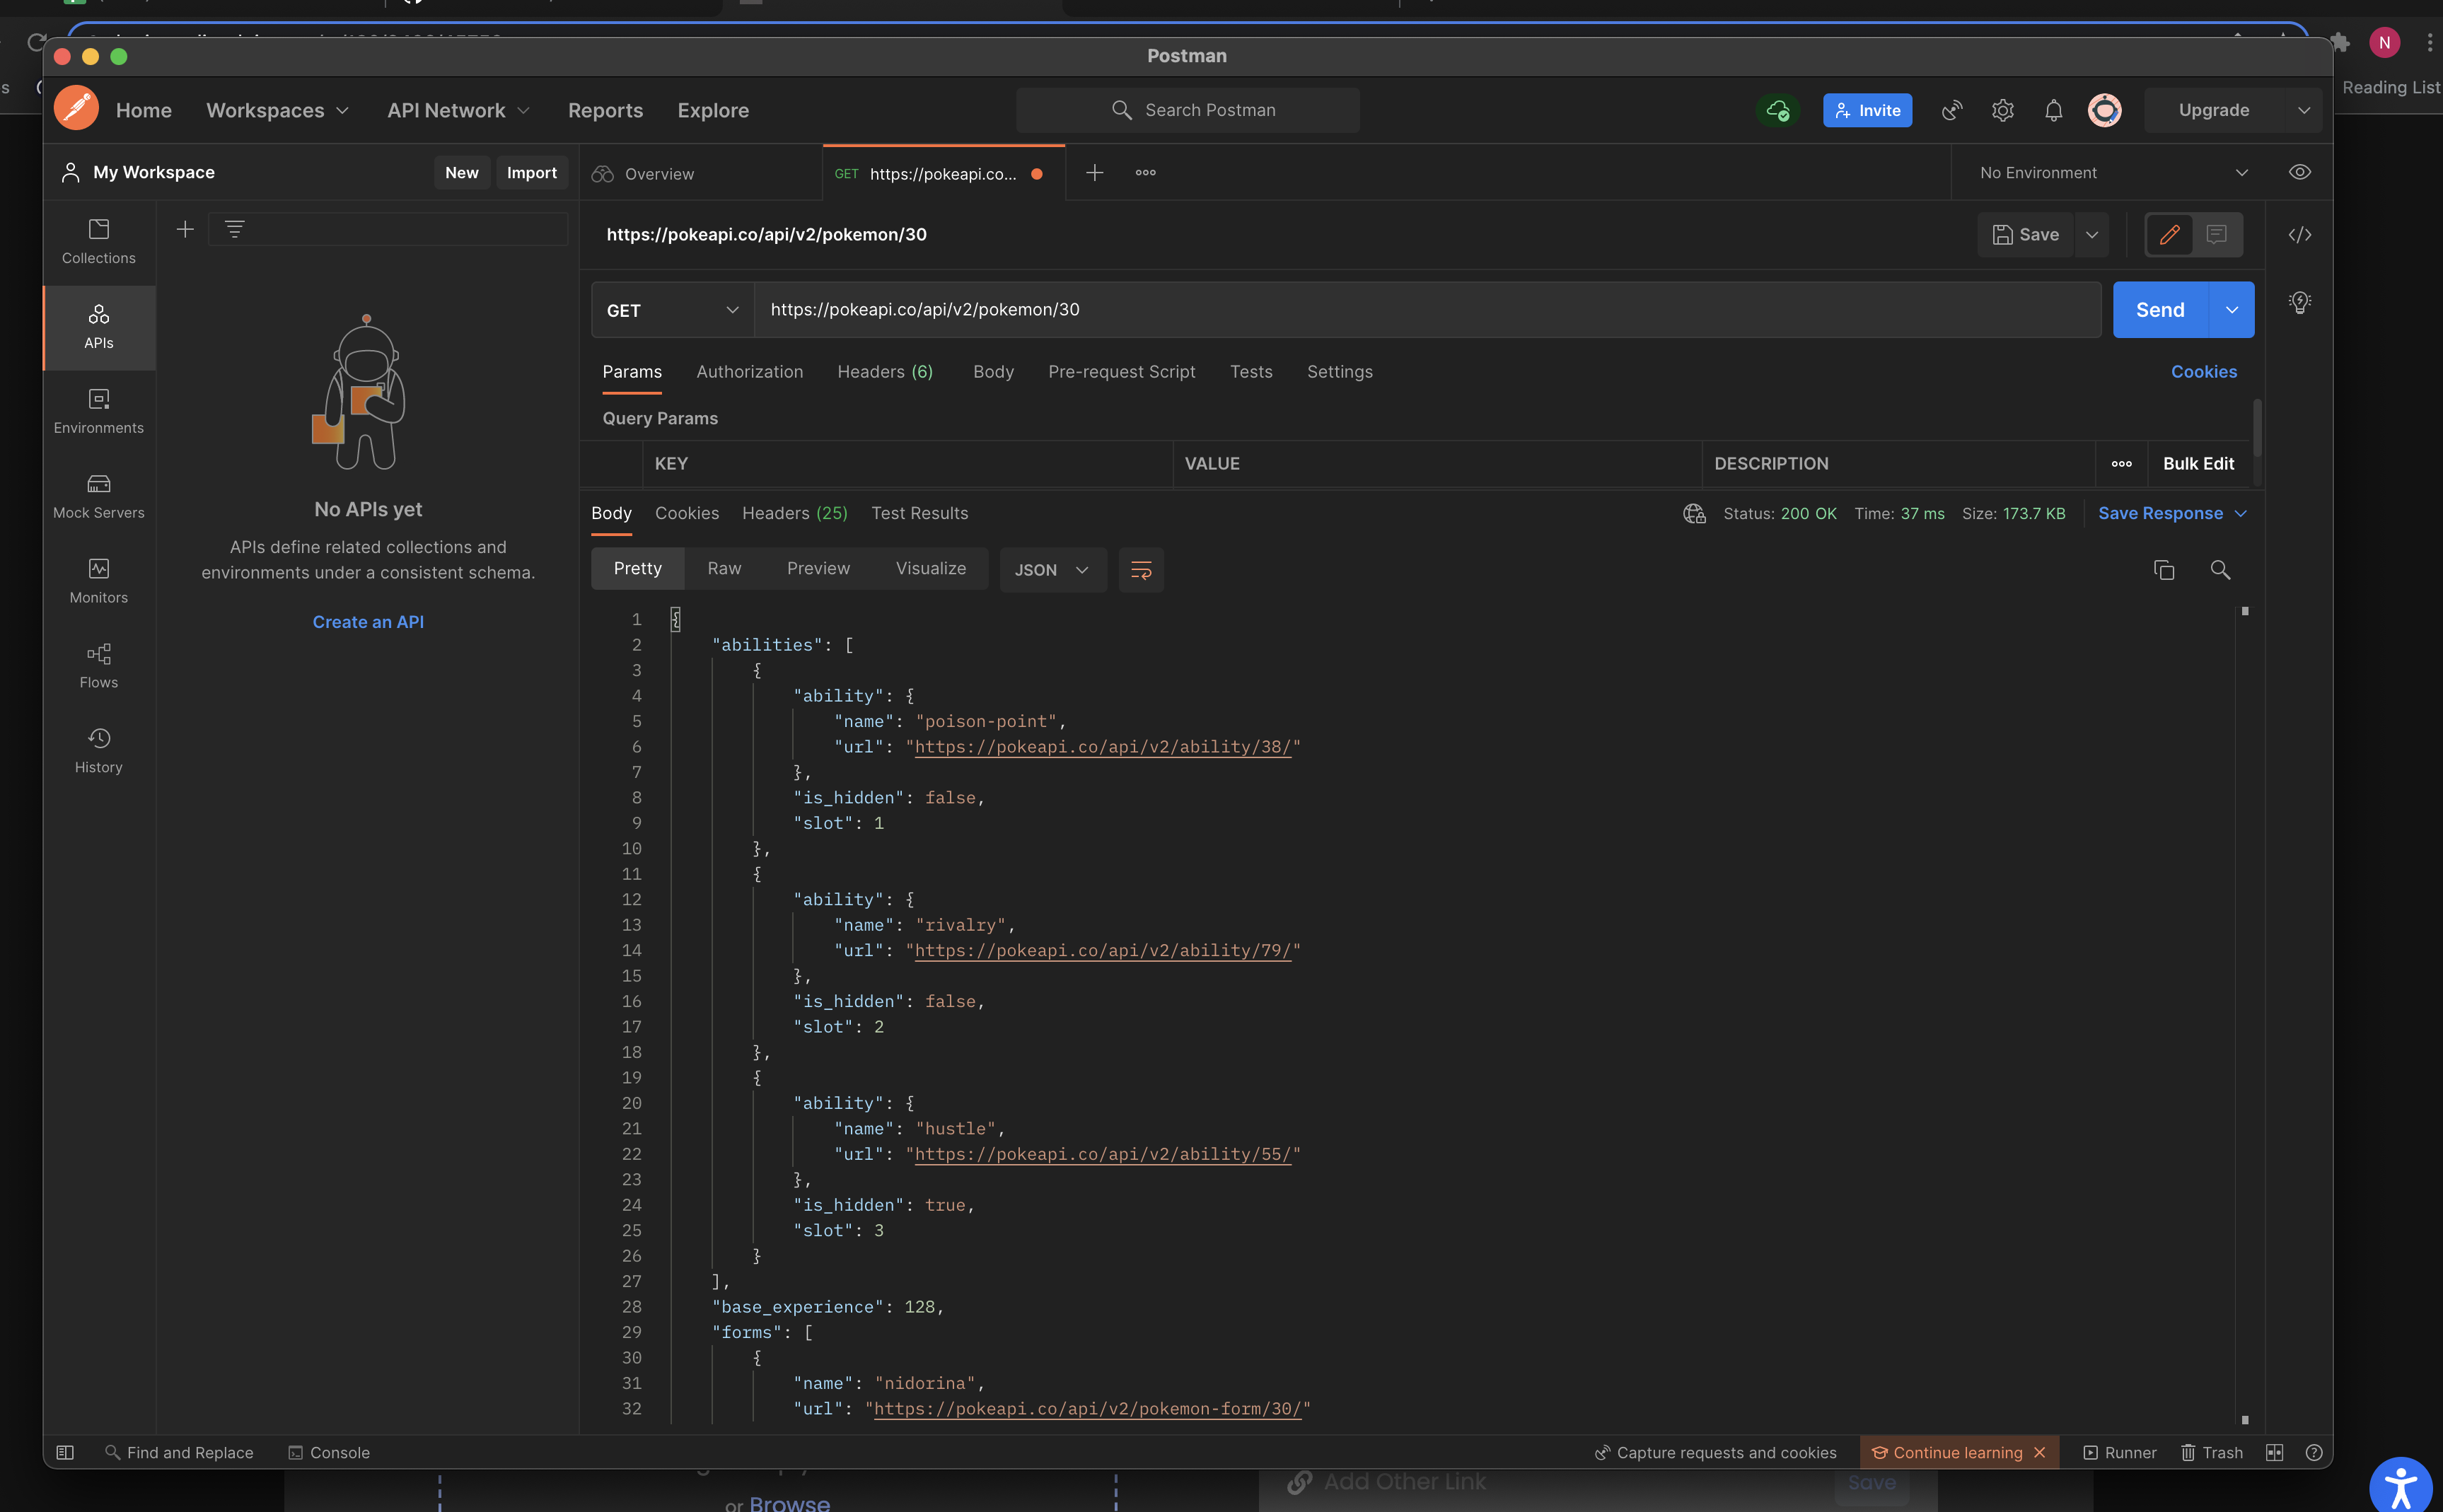 Postman
N
s
Reading List
Home Workspaces API Network Reports Explore
Search Postman
Invite
Upgrade
My Workspace
New Import
Overview
GET https://pokeapi.co...
No Environment
https://pokeapi.co/api/v2/pokemon/30
Save
Collections
APIs
Environments
Mock Servers
Monitors
Flows
History
No APIs yet
APIs define related collections and
environments under a consistent schema.
Create an API
GET https://pokeapi.co/api/v2/pokemon/30
Send
Params Authorization Headers (6) Body Pre-request Script Tests Settings
Cookies
Query Params
KEY VALUE DESCRIPTION
Bulk Edit
Body Cookies Headers (25) Test Results
Status: 200 OK Time: 37 ms Size: 173.7 KB
Save Response
Pretty Raw Preview Visualize JSON
1 {
2 "abilities": [
3 {
4 "ability": {
5 "name": "poison-point",
6 "url": "https://pokeapi.co/api/v2/ability/38/"
7 },
8 "is_hidden": false,
9 "slot": 1
10 },
11 {
12 "ability": {
13 "name": "rivalry",
14 "url": "https://pokeapi.co/api/v2/ability/79/"
15 },
16 "is_hidden": false,
17 "slot": 2
18 },
19 {
20 "ability": {
21 "name": "hustle",
22 "url": "https://pokeapi.co/api/v2/ability/55/"
23 },
24 "is_hidden": true,
25 "slot": 3
26 }
27 ],
28 "base_experience": 128,
29 "forms": [
30 {
31 "name": "nidorina",
32 "url": "https://pokeapi.co/api/v2/pokemon-form/30/"
Find and Replace Console
Capture requests and cookies
Continue learning
Runner Trash
or Browse
Add Other Link
Save